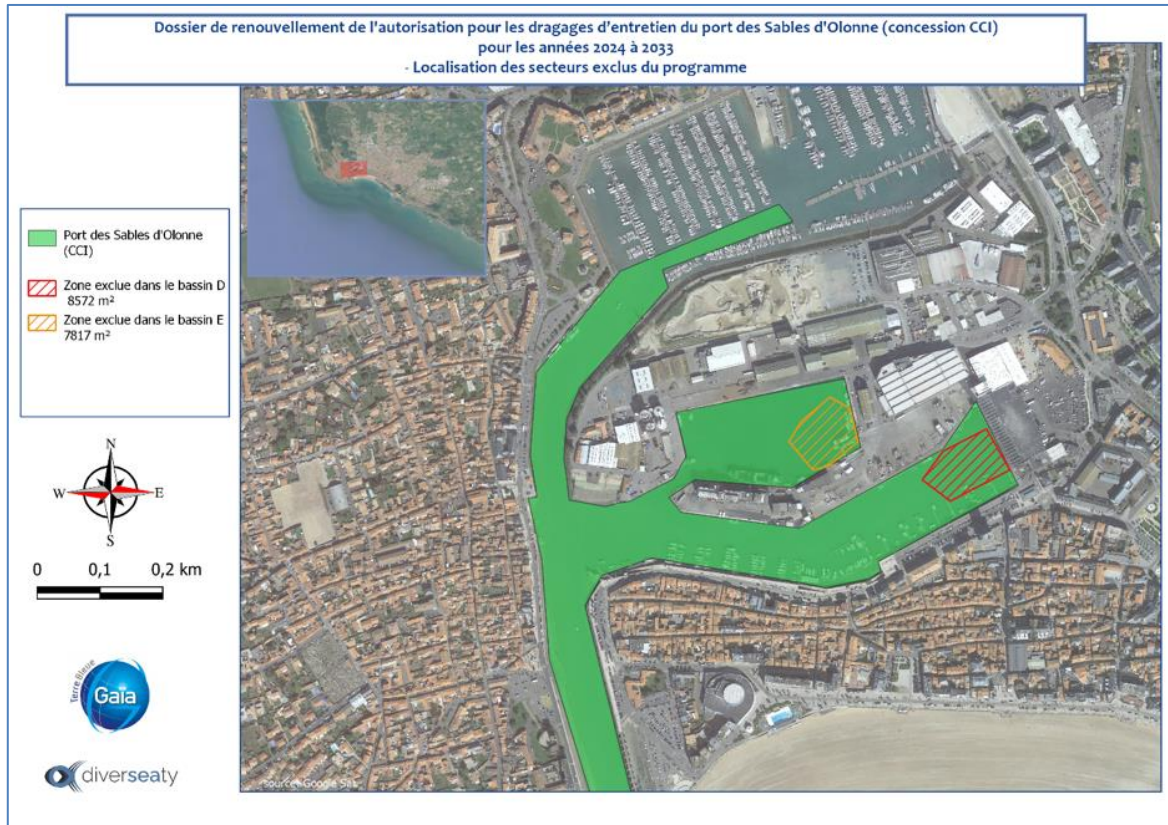 Dossier de renouvellement de l'autorisation pour les dragages d'entretien du port des Sables d'Olonne (concession CCI)
pour les années 2024 à 2033
- Localisation des secteurs exclus du programme
Port des Sables d'Olonne
(CCI)
Zone exclue dans le bassin D
8572 m²
Zone exclue dans le bassin E
7817 m²
N
W E
S
0 0,1 0,2 km
Terre Bleue
Gaïa
diverseaty
source: Google Sat